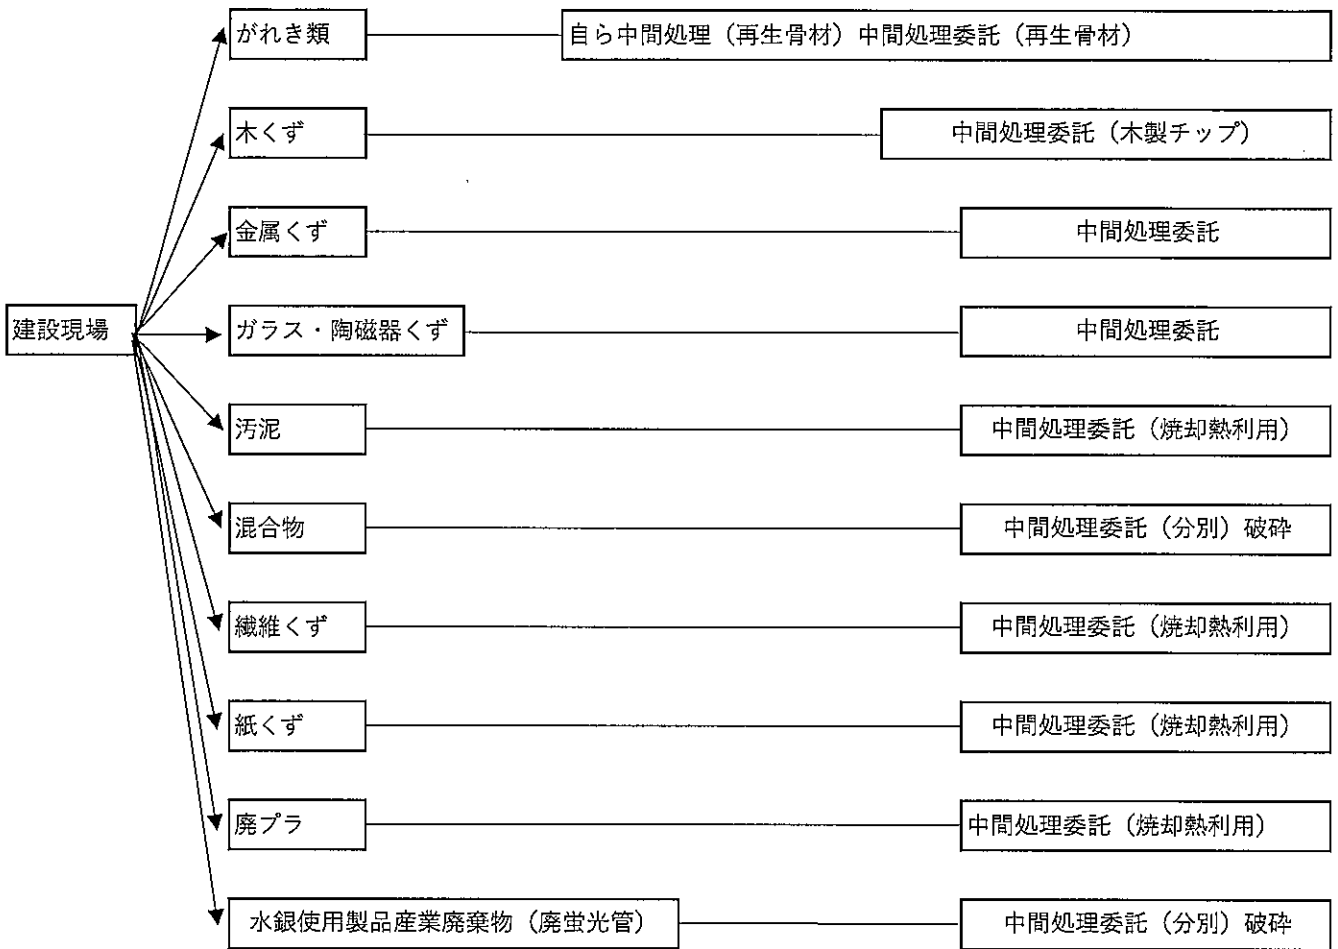 がれき類
自ら中間処理（再生骨材）中間処理委託（再生骨材）
木くず
中間処理委託（木製チップ）
金属くず
中間処理委託
建設現場
ガラス・陶磁器くず
中間処理委託
汚泥
中間処理委託（焼却熱利用）
混合物
中間処理委託（分別）破砕
繊維くず
中間処理委託（焼却熱利用）
紙くず
中間処理委託（焼却熱利用）
廃プラ
中間処理委託（焼却熱利用）
水銀使用製品産業廃棄物（廃蛍光管）
中間処理委託（分別）破砕